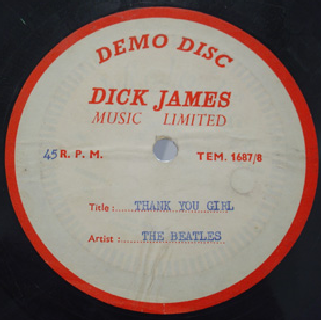 DEMO DISC
DICK JAMES
MUSIC LIMITED
45 R. P. M. TEM. 1687/8
Title :.......THANK YOU GIRL
Artist :.......THE BEATLES